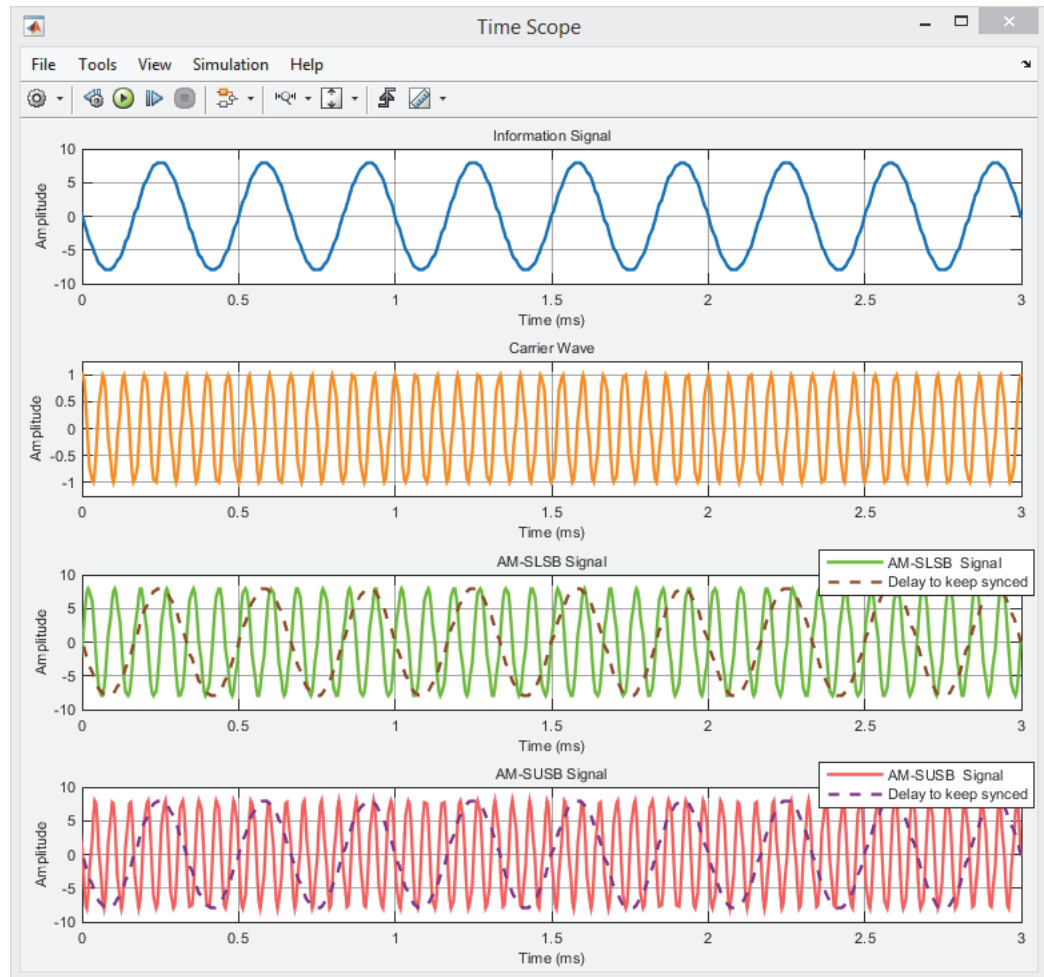 Time Scope
File Tools View Simulation Help
Information Signal
Amplitude
10
5
0
-5
-10
0 0.5 1 1.5 2 2.5 3
Time (ms)
Carrier Wave
Amplitude
1
0.5
0
-0.5
-1
0 0.5 1 1.5 2 2.5 3
Time (ms)
AM-SLSB Signal
AM-SLSB Signal
Delay to keep synced
Amplitude
10
5
0
-5
-10
0 0.5 1 1.5 2 2.5 3
Time (ms)
AM-SUSB Signal
AM-SUSB Signal
Delay to keep synced
Amplitude
10
5
0
-5
-10
0 0.5 1 1.5 2 2.5 3
Time (ms)